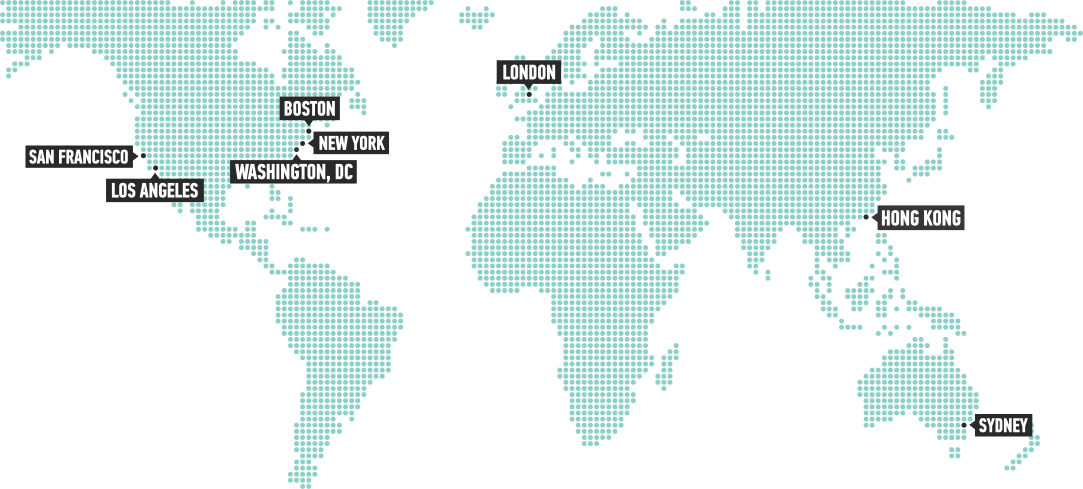 LONDON
BOSTON
NEW YORK
SAN FRANCISCO
WASHINGTON, DC
LOS ANGELES
HONG KONG
SYDNEY